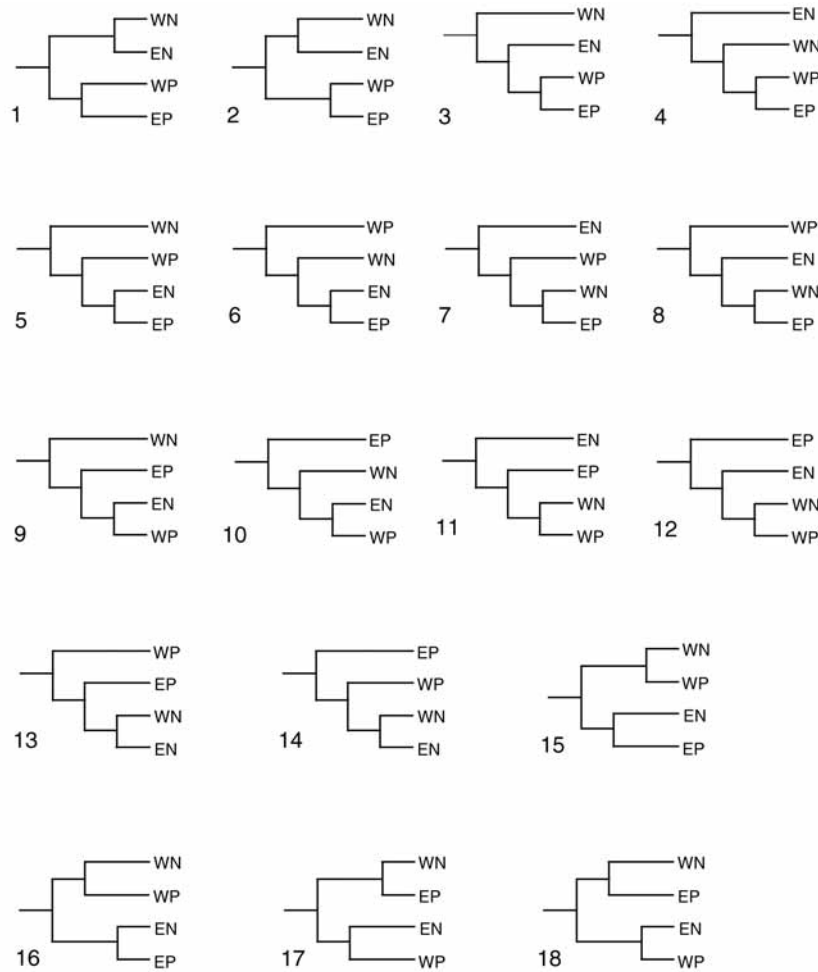 WN WN WN EN
EN EN EN WN
WP WP WP WP
1 EP 2 EP 3 EP 4 EP
WN WP EN WP
WP WN WP EN
EN EN WN WN
5 EP 6 EP 7 EP 8 EP
WN EP EN EP
EP WN EP EN
EN EN WN WN
9 WP 10 WP 11 WP 12 WP
WP EP WN
EP WP WP
WN WN EN
13 EN 14 EN 15 EP
WN WN WN
WP EP EP
EN EN EN
16 EP 17 WP 18 WP